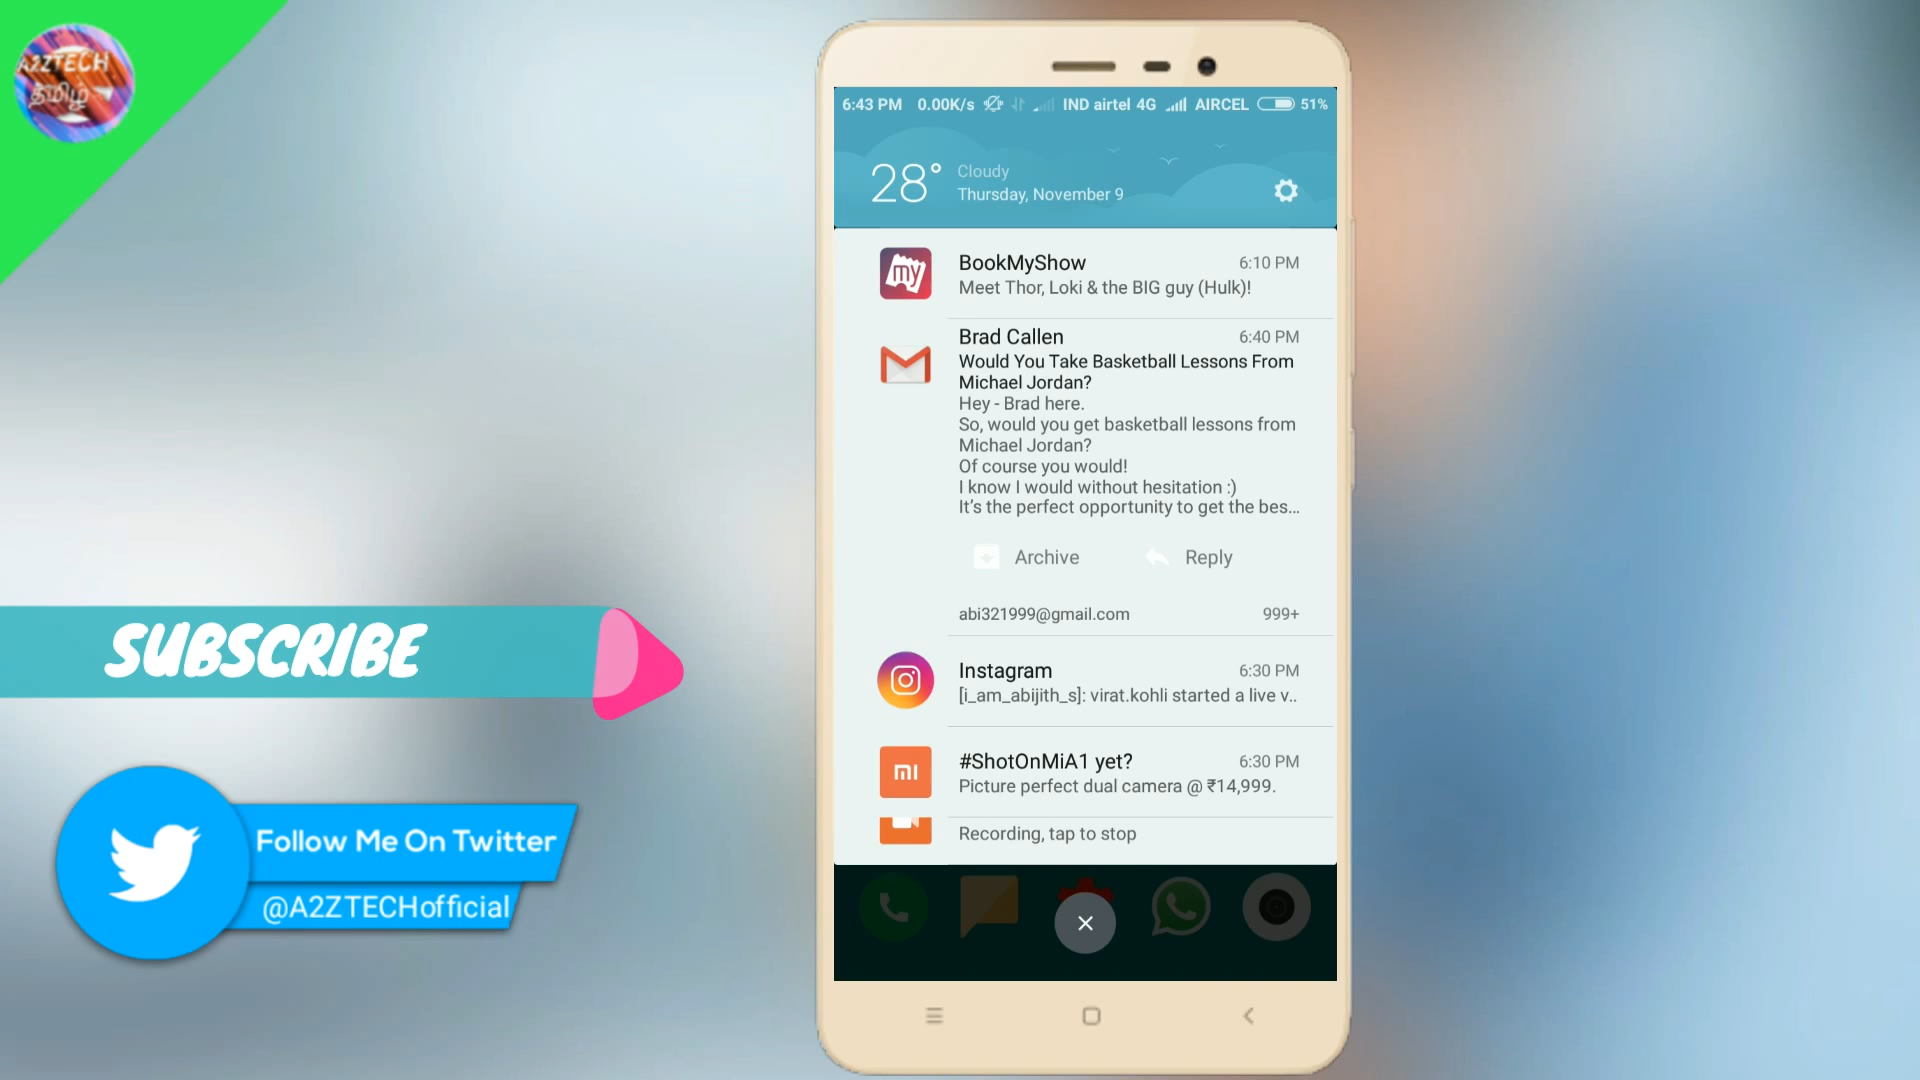 A2ZTECH
தமிழ்
SUBSCRIBE
Follow Me On Twitter
@A2ZTECHofficial
6:43 PM 0.00K/s IND airtel 4G AIRCEL 51%
28° Cloudy
Thursday, November 9
my
BookMyShow 6:10 PM
Meet Thor, Loki & the BIG guy (Hulk)!
Brad Callen 6:40 PM
Would You Take Basketball Lessons From
Michael Jordan?
Hey - Brad here.
So, would you get basketball lessons from
Michael Jordan?
Of course you would!
I know I would without hesitation :)
It's the perfect opportunity to get the bes...
Archive Reply
abi321999@gmail.com 999+
Instagram 6:30 PM
[i_am_abijith_s]: virat.kohli started a live v..
mi
#ShotOnMiA1 yet? 6:30 PM
Picture perfect dual camera @ ₹14,999.
Recording, tap to stop